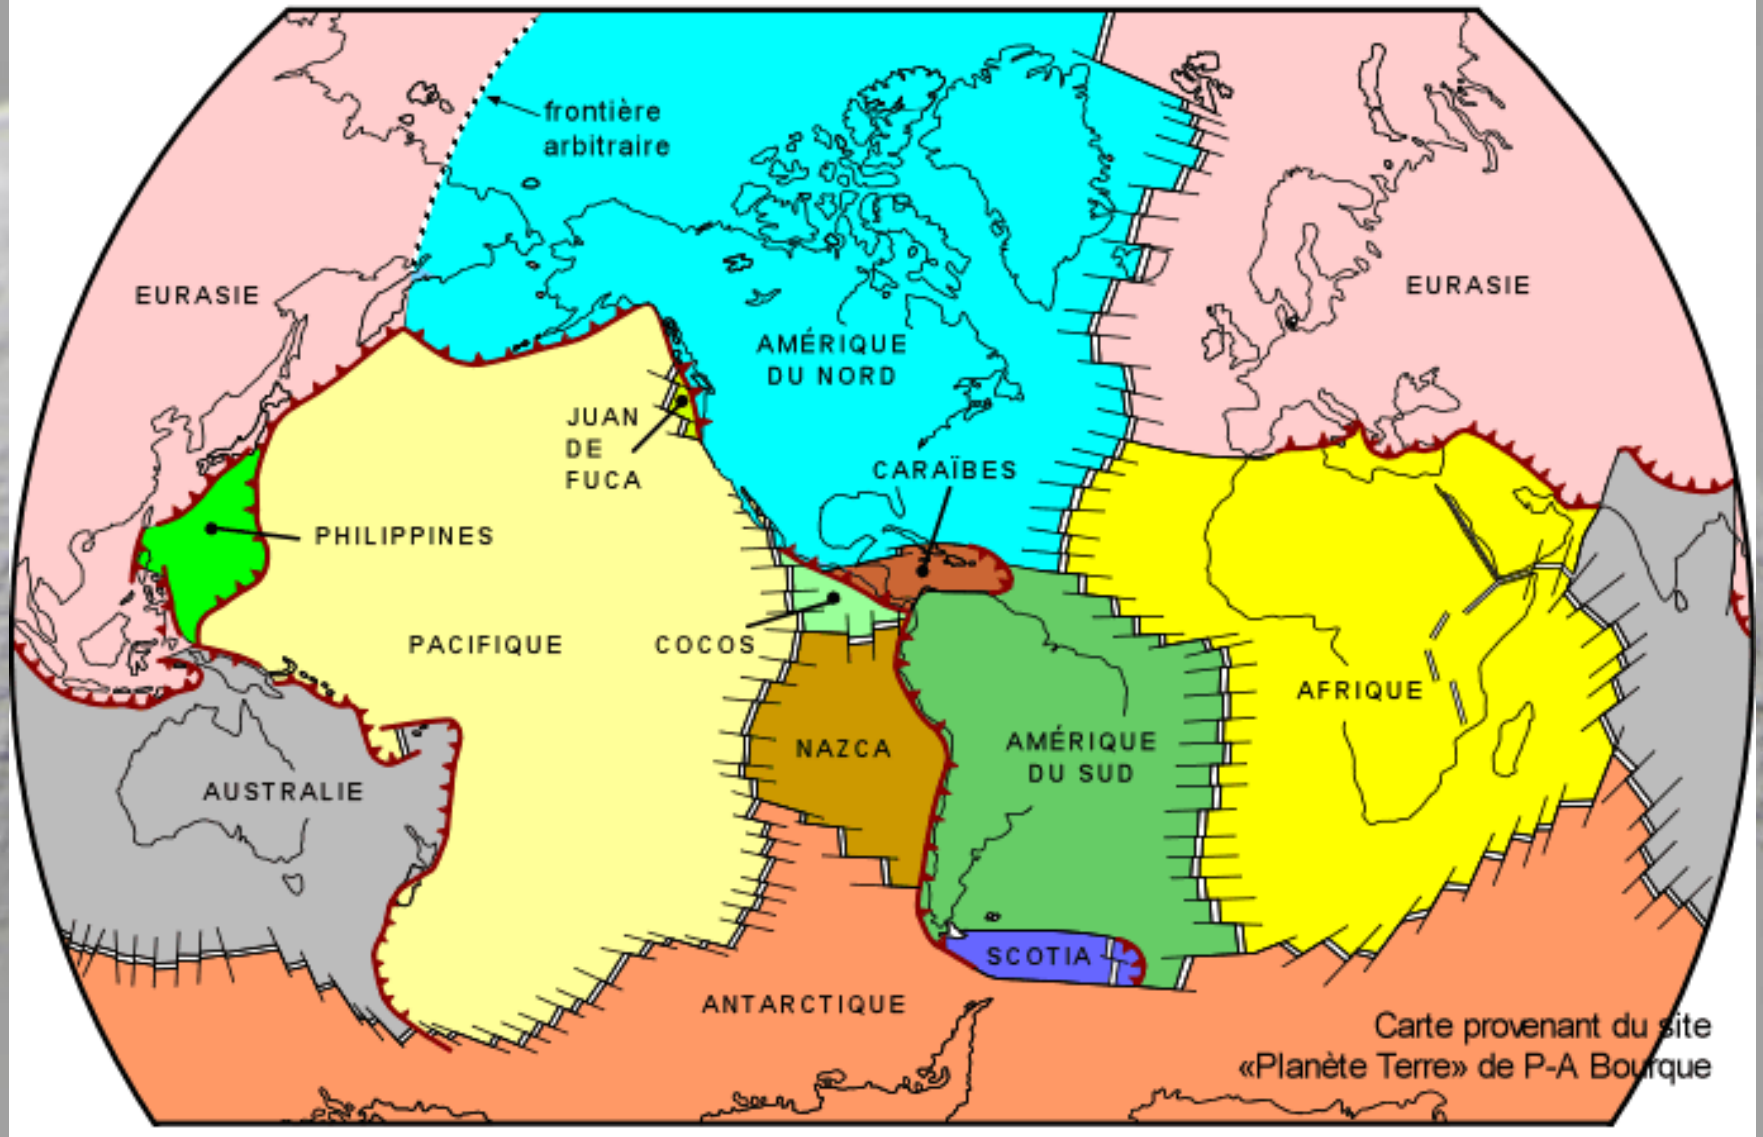 frontière
arbitraire
EURASIE
EURASIE
AMÉRIQUE
DU NORD
JUAN
DE
FUCA
CARAÏBES
PHILIPPINES
PACIFIQUE
COCOS
AFRIQUE
NAZCA
AMÉRIQUE
DU SUD
AUSTRALIE
SCOTIA
ANTARCTIQUE
Carte provenant du site
«Planète Terre» de P-A Bourque